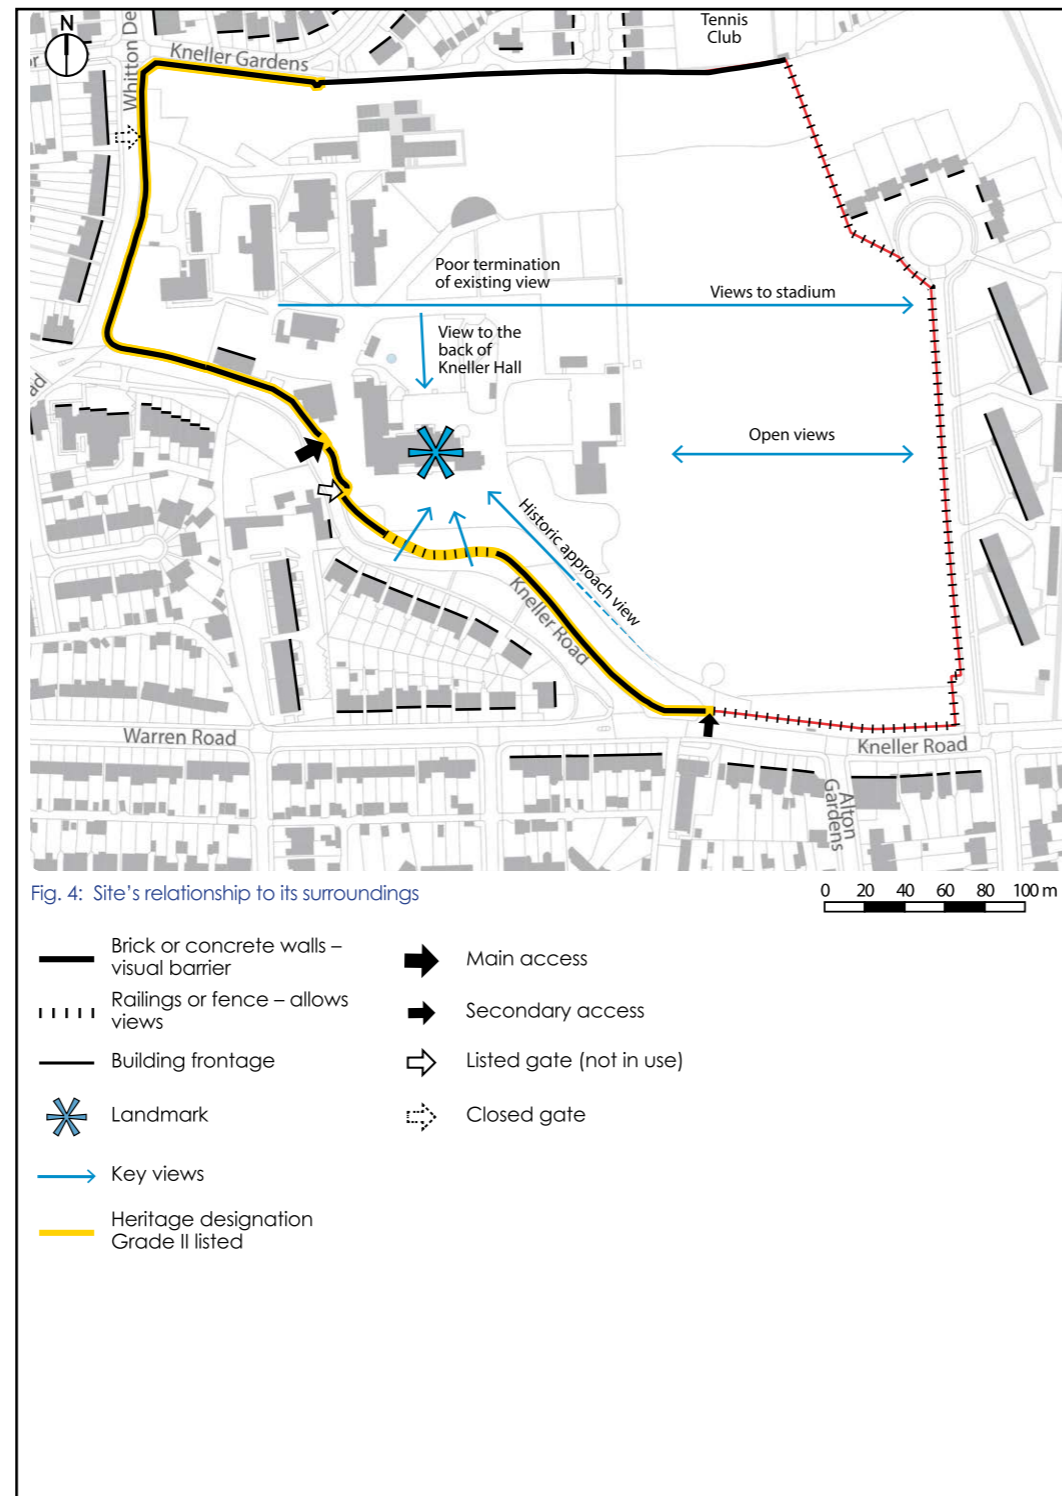 N
Tennis
Club
Kneller Gardens
Whitton De
or
Poor termination
of existing view
Views to stadium
View to the
back of
Kneller Hall
ad
Open views
Historic approach view
Kneller Road
Warren Road
Kneller Road
Alton
Gardens
Fig. 4: Site's relationship to its surroundings
0 20 40 60 80 100 m
Brick or concrete walls –
visual barrier
Main access
Railings or fence – allows
views
Secondary access
Building frontage
Listed gate (not in use)
Landmark
Closed gate
Key views
Heritage designation
Grade II listed